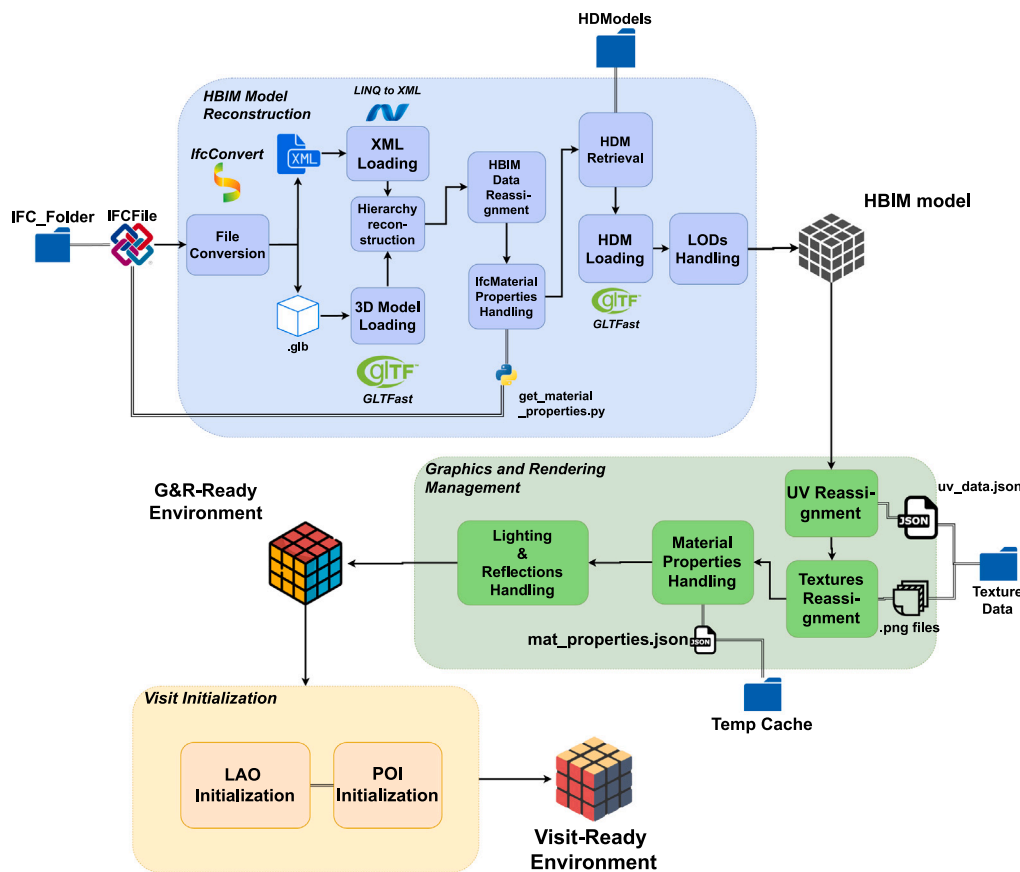 HDModels
HBIM Model
Reconstruction
LINQ to XML
IfcConvert
XML
XML
Loading
HDM
Retrieval
HBIM
Data
Reassi-
gnment
IFC_Folder
IFCFile
File
Conversion
Hierarchy
recon-
struction
HBIM model
HDM
Loading
LODs
Handling
IfcMaterial
Properties
Handling
.glb
3D Model
Loading
glTF™
GLTFast
glTF™
GLTFast
get_material
_properties.py
Graphics and Rendering
Management
UV Reassi-
gnment
uv_data.json
JSON
G&R-Ready
Environment
Lighting
&
Reflections
Handling
Material
Properties
Handling
Textures
Reassi-
gnment
.png files
Texture
Data
mat_properties.json
JSON
Temp Cache
Visit Initialization
LAO
Initialization
POI
Initialization
Visit-Ready
Environment